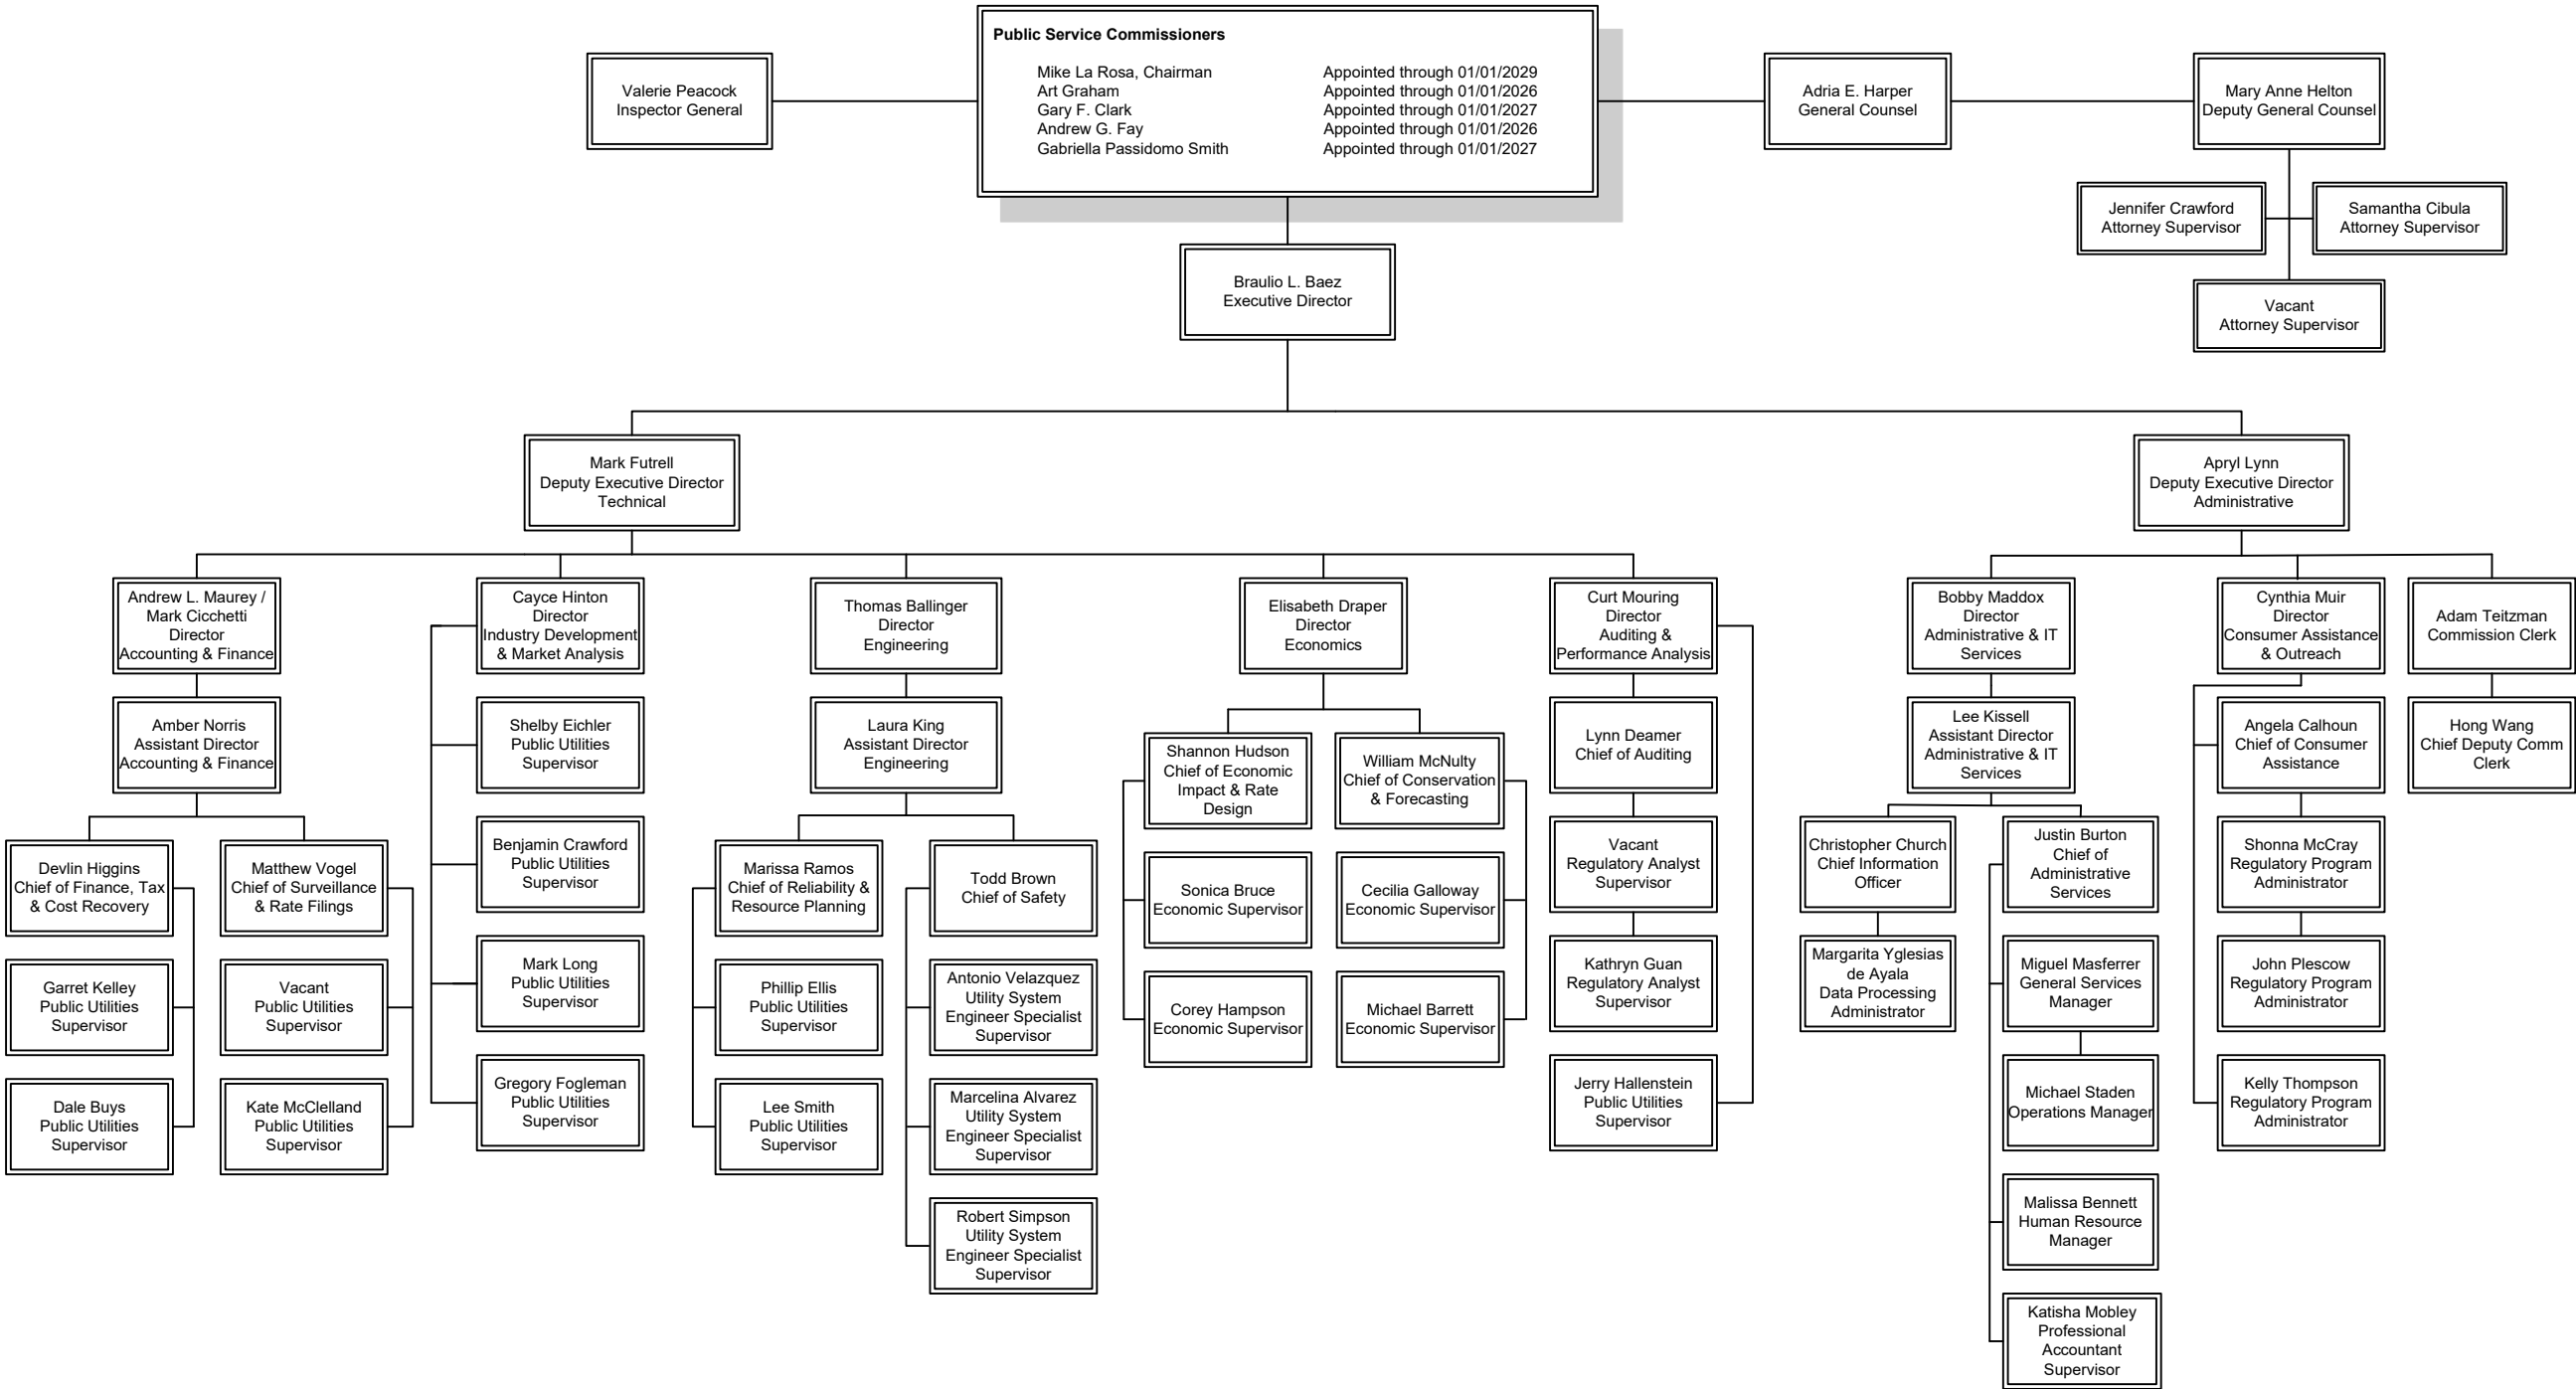 Public Service Commissioners
Mike La Rosa, Chairman Appointed through 01/01/2029
Art Graham Appointed through 01/01/2026
Gary F. Clark Appointed through 01/01/2027
Andrew G. Fay Appointed through 01/01/2026
Gabriella Passidomo Smith Appointed through 01/01/2027
Valerie Peacock
Inspector General
Adria E. Harper
General Counsel
Mary Anne Helton
Deputy General Counsel
Jennifer Crawford
Attorney Supervisor
Samantha Cibula
Attorney Supervisor
Vacant
Attorney Supervisor
Braulio L. Baez
Executive Director
Mark Futrell
Deputy Executive Director
Technical
Apryl Lynn
Deputy Executive Director
Administrative
Andrew L. Maurey /
Mark Cicchetti
Director
Accounting & Finance
Amber Norris
Assistant Director
Accounting & Finance
Devlin Higgins
Chief of Finance, Tax
& Cost Recovery
Garret Kelley
Public Utilities
Supervisor
Dale Buys
Public Utilities
Supervisor
Matthew Vogel
Chief of Surveillance
& Rate Filings
Vacant
Public Utilities
Supervisor
Kate McClelland
Public Utilities
Supervisor
Cayce Hinton
Director
Industry Development
& Market Analysis
Shelby Eichler
Public Utilities
Supervisor
Benjamin Crawford
Public Utilities
Supervisor
Mark Long
Public Utilities
Supervisor
Gregory Fogleman
Public Utilities
Supervisor
Thomas Ballinger
Director
Engineering
Laura King
Assistant Director
Engineering
Marissa Ramos
Chief of Reliability &
Resource Planning
Phillip Ellis
Public Utilities
Supervisor
Lee Smith
Public Utilities
Supervisor
Todd Brown
Chief of Safety
Antonio Velazquez
Utility System
Engineer Specialist
Supervisor
Marcelina Alvarez
Utility System
Engineer Specialist
Supervisor
Robert Simpson
Utility System
Engineer Specialist
Supervisor
Elisabeth Draper
Director
Economics
Shannon Hudson
Chief of Economic
Impact & Rate
Design
Sonica Bruce
Economic Supervisor
Corey Hampson
Economic Supervisor
William McNulty
Chief of Conservation
& Forecasting
Cecilia Galloway
Economic Supervisor
Michael Barrett
Economic Supervisor
Curt Mouring
Director
Auditing &
Performance Analysis
Lynn Deamer
Chief of Auditing
Vacant
Regulatory Analyst
Supervisor
Kathryn Guan
Regulatory Analyst
Supervisor
Jerry Hallenstein
Public Utilities
Supervisor
Bobby Maddox
Director
Administrative & IT
Services
Lee Kissell
Assistant Director
Administrative & IT
Services
Christopher Church
Chief Information
Officer
Margarita Yglesias
de Ayala
Data Processing
Administrator
Justin Burton
Chief of
Administrative
Services
Miguel Masferrer
General Services
Manager
Michael Staden
Operations Manager
Malissa Bennett
Human Resource
Manager
Katisha Mobley
Professional
Accountant
Supervisor
Cynthia Muir
Director
Consumer Assistance
& Outreach
Angela Calhoun
Chief of Consumer
Assistance
Shonna McCray
Regulatory Program
Administrator
John Plescow
Regulatory Program
Administrator
Kelly Thompson
Regulatory Program
Administrator
Adam Teitzman
Commission Clerk
Hong Wang
Chief Deputy Comm
Clerk